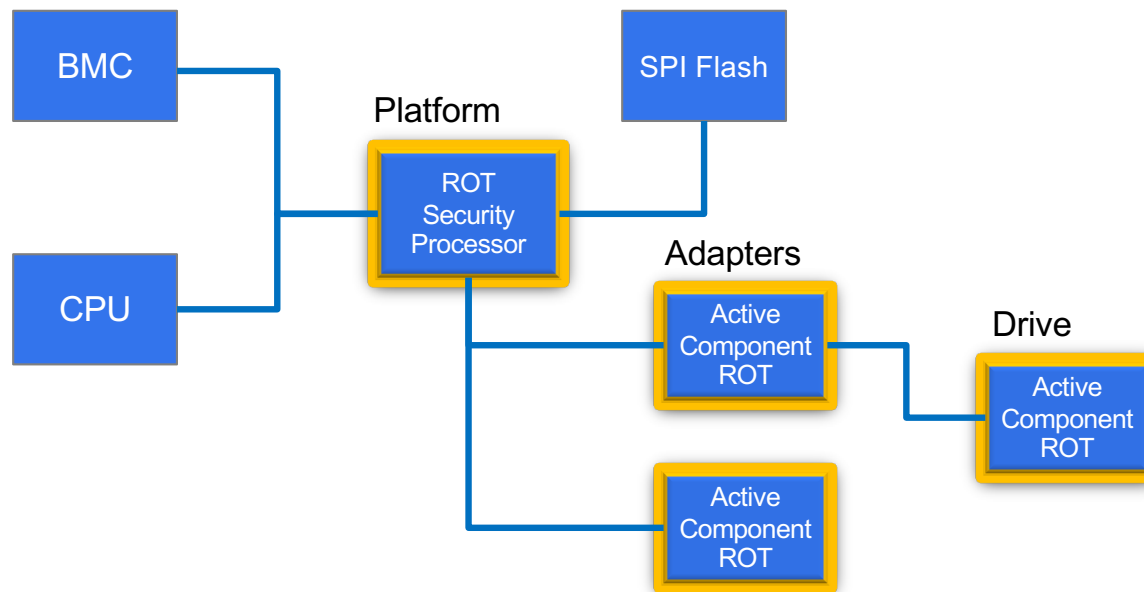 BMC
SPI Flash
Platform
ROT
Security
Processor
CPU
Adapters
Active
Component
ROT
Drive
Active
Component
ROT
Active
Component
ROT